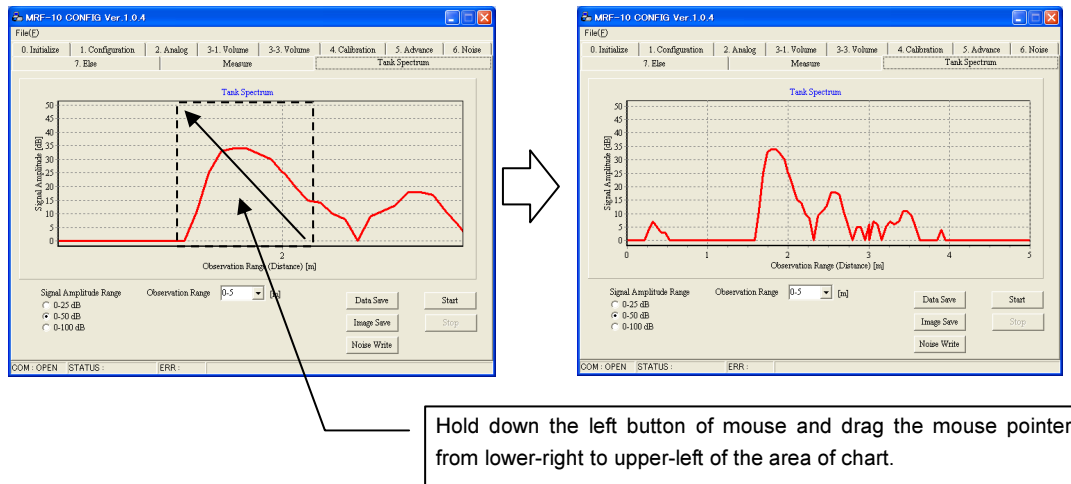 MRF-10 CONFIG Ver.1.0.4
File(F)
0. Initialize 1. Configuration 2. Analog 3-1. Volume 3-3. Volume 4. Calibration 5. Advance 6. Noise
7. Else Measure Tank Spectrum
Tank Spectrum
Signal Amplitude [dB]
50
45
40
35
30
25
20
15
10
5
0
2
Observation Range (Distance) [m]
Signal Amplitude Range
0-25 dB
0-50 dB
0-100 dB
Observation Range 0-5 [m]
Data Save Start
Image Save Stop
Noise Write
COM : OPEN STATUS : ERR :
MRF-10 CONFIG Ver.1.0.4
File(F)
0. Initialize 1. Configuration 2. Analog 3-1. Volume 3-3. Volume 4. Calibration 5. Advance 6. Noise
7. Else Measure Tank Spectrum
Tank Spectrum
Signal Amplitude [dB]
50
45
40
35
30
25
20
15
10
5
0
0 1 2 3 4 5
Observation Range (Distance) [m]
Signal Amplitude Range
0-25 dB
0-50 dB
0-100 dB
Observation Range 0-5 [m]
Data Save Start
Image Save Stop
Noise Write
COM : OPEN STATUS : ERR :
Hold down the left button of mouse and drag the mouse pointer
from lower-right to upper-left of the area of chart.